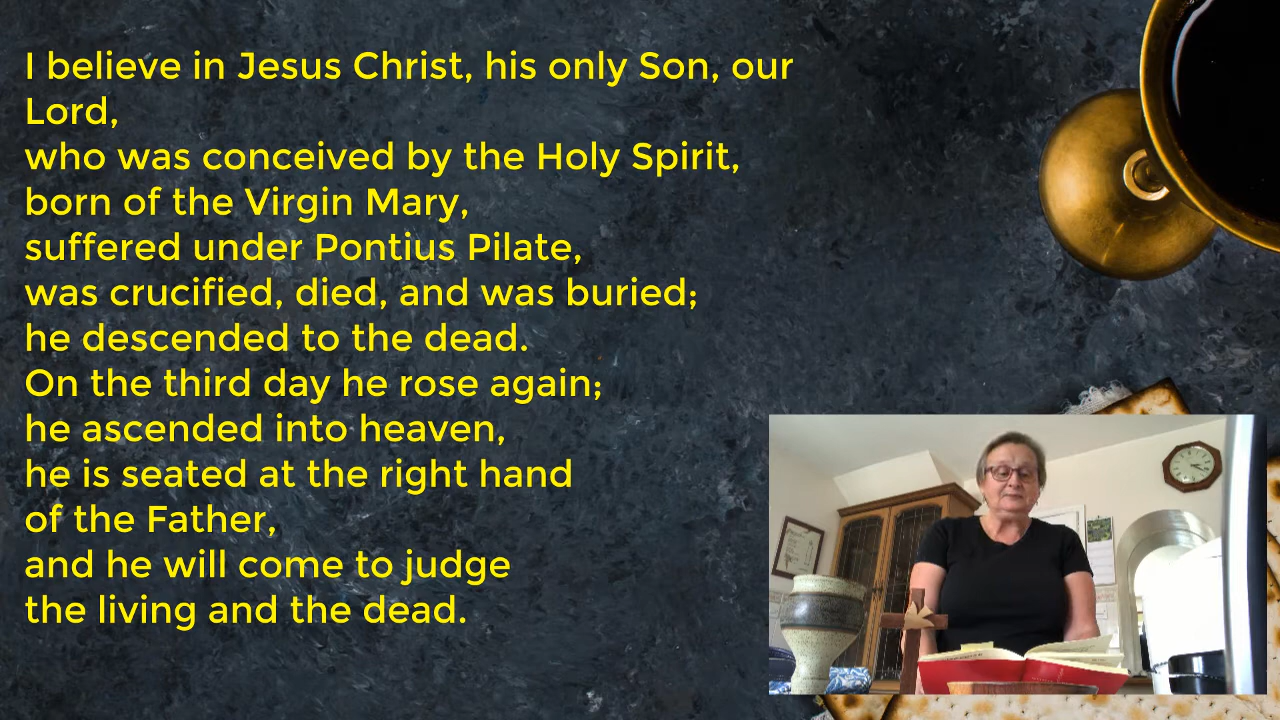 I believe in Jesus Christ, his only Son, our
Lord,
who was conceived by the Holy Spirit,
born of the Virgin Mary,
suffered under Pontius Pilate,
was crucified, died, and was buried;
he descended to the dead.
On the third day he rose again;
he ascended into heaven,
he is seated at the right hand
of the Father,
and he will come to judge
the living and the dead.